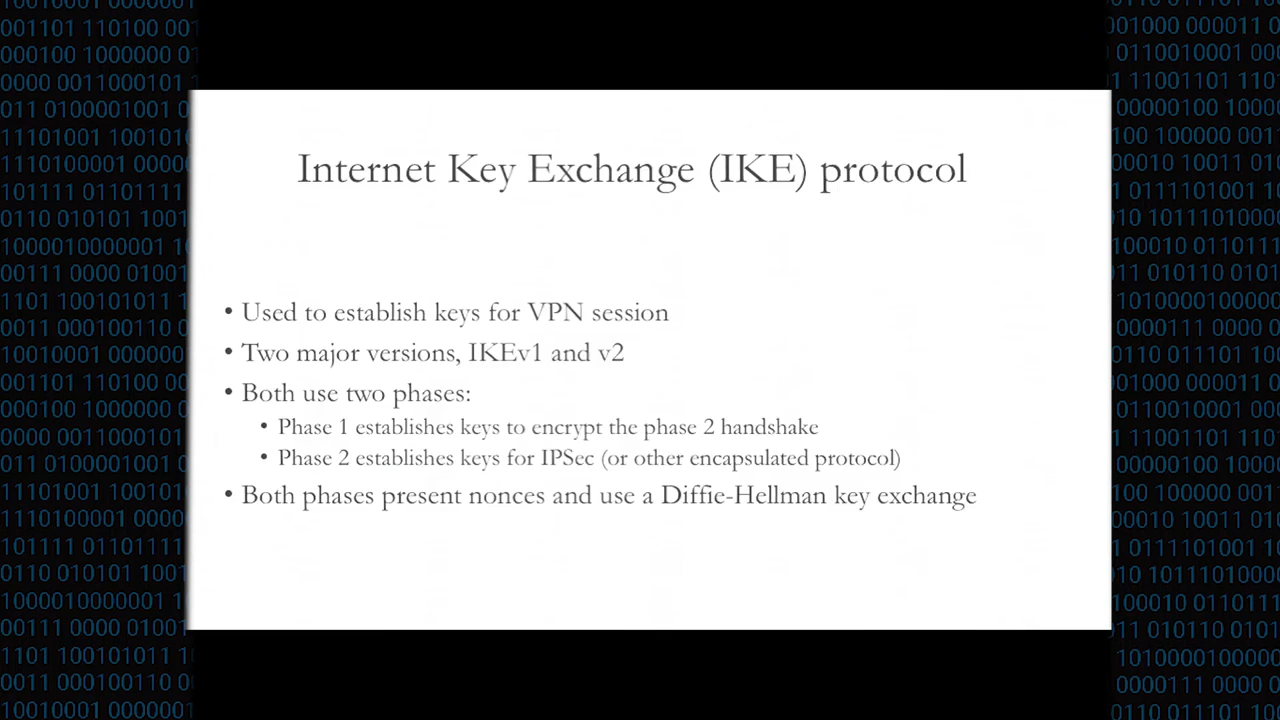 Internet Key Exchange (IKE) protocol
• Used to establish keys for VPN session
• Two major versions, IKEv1 and v2
• Both use two phases:
• Phase 1 establishes keys to encrypt the phase 2 handshake
• Phase 2 establishes keys for IPSec (or other encapsulated protocol)
• Both phases present nonces and use a Diffie-Hellman key exchange